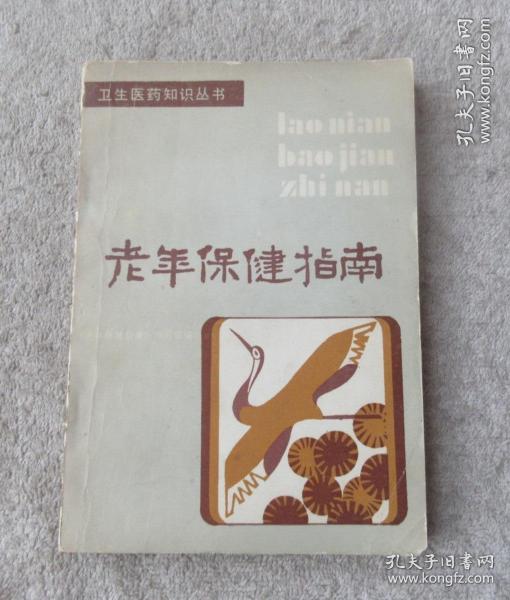 卫生医药知识丛书
lao nian
bao jian
zhi nan
老年保健指南
孔夫子旧书网
www.kongfz.com
孔夫子旧书网
www.kongfz.com